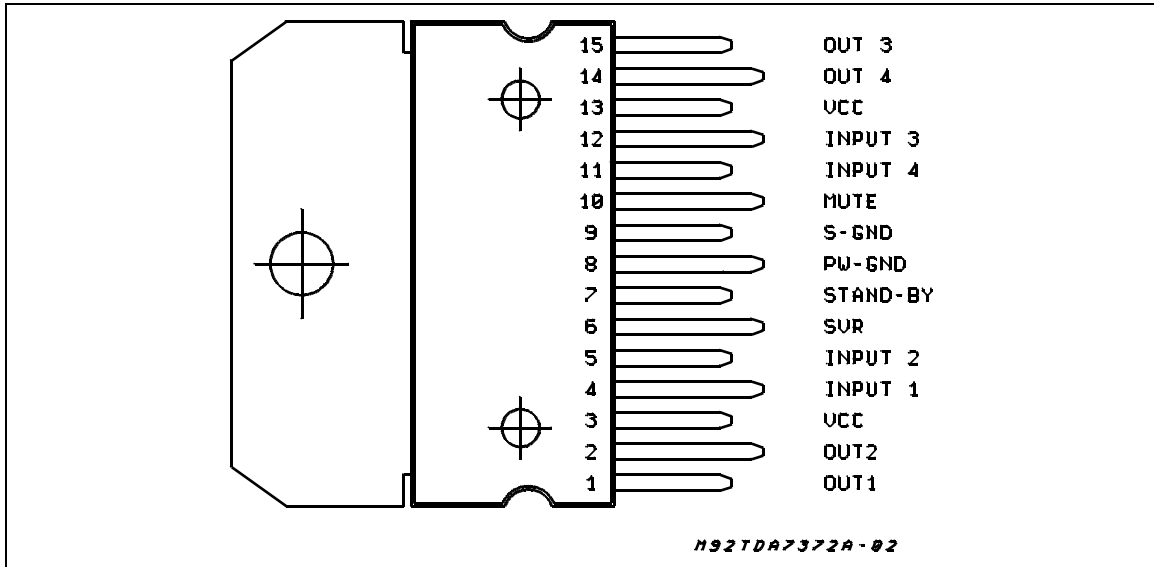 15 OUT 3
14 OUT 4
13 VCC
12 INPUT 3
11 INPUT 4
10 MUTE
9 S-GND
8 PW-GND
7 STAND-BY
6 SVR
5 INPUT 2
4 INPUT 1
3 VCC
2 OUT2
1 OUT1
M92TDA7372A-02